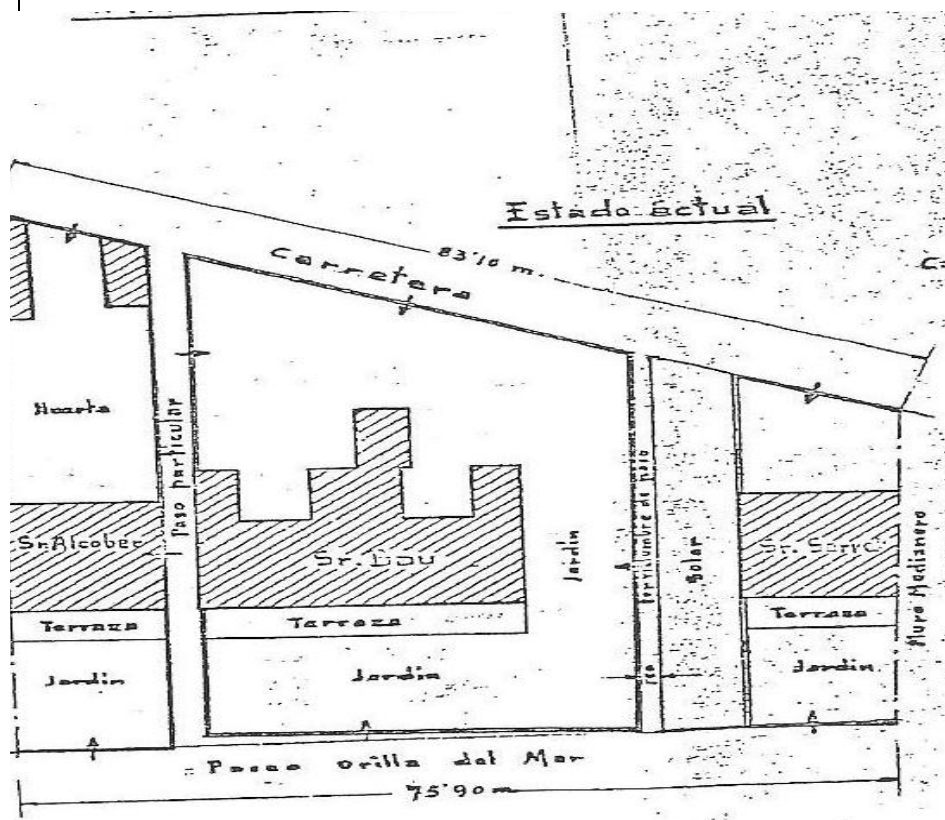 Estado actual
83'10 m.
Carretera
Huerta
Paso particular
Sr. Alcober
Sr. Dau
Terraza
Terraza
Jardin
Jardin
Jardin
Servidumbre de paso
Solar
Sr. Serra
Terraza
Jardin
Muro Medianero
Paseo Orilla del Mar
75'90 m